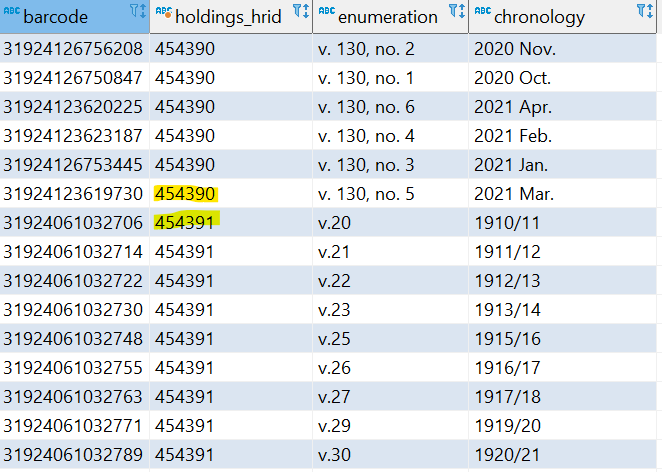 barcode holdings_hrid enumeration chronology
31924126756208 454390 v. 130, no. 2 2020 Nov.
31924126750847 454390 v. 130, no. 1 2020 Oct.
31924123620225 454390 v. 130, no. 6 2021 Apr.
31924123623187 454390 v. 130, no. 4 2021 Feb.
31924126753445 454390 v. 130, no. 3 2021 Jan.
31924123619730 454390 v. 130, no. 5 2021 Mar.
31924061032706 454391 v.20 1910/11
31924061032714 454391 v.21 1911/12
31924061032722 454391 v.22 1912/13
31924061032730 454391 v.23 1913/14
31924061032748 454391 v.25 1915/16
31924061032755 454391 v.26 1916/17
31924061032763 454391 v.27 1917/18
31924061032771 454391 v.29 1919/20
31924061032789 454391 v.30 1920/21